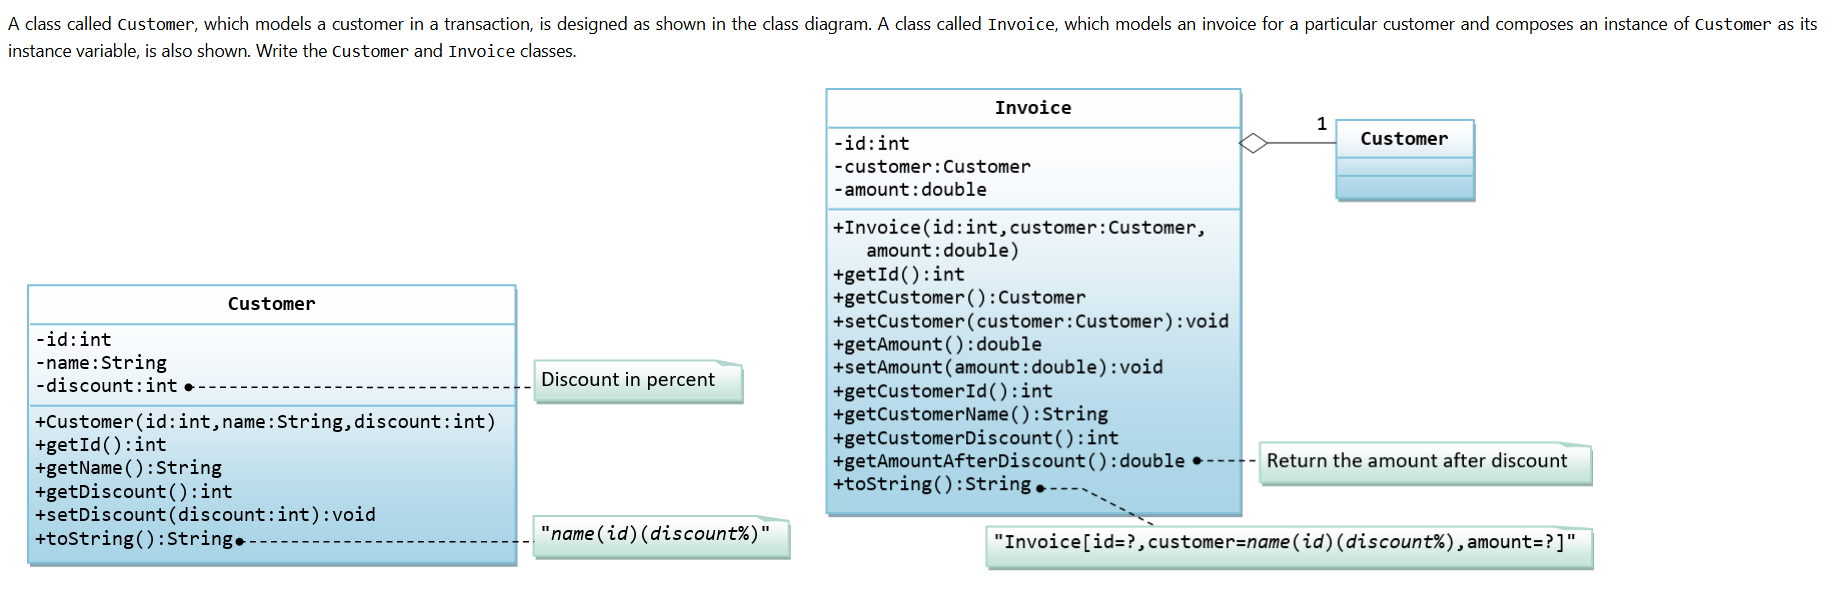 A class called Customer, which models a customer in a transaction, is designed as shown in the class diagram. A class called Invoice, which models an invoice for a particular customer and composes an instance of Customer as its
instance variable, is also shown. Write the Customer and Invoice classes.
Customer
-id:int
-name:String
-discount:int
Discount in percent
+Customer(id:int,name:String,discount:int)
+getId():int
+getName():String
+getDiscount():int
+setDiscount(discount:int):void
+toString():String
"name(id)(discount%)"
Invoice
-id:int
-customer:Customer
-amount:double
1
Customer
+Invoice(id:int,customer:Customer,
amount:double)
+getId():int
+getCustomer():Customer
+setCustomer(customer:Customer):void
+getAmount():double
+setAmount(amount:double):void
+getCustomerId():int
+getCustomerName():String
+getCustomerDiscount():int
+getAmountAfterDiscount():double
Return the amount after discount
+toString():String
"Invoice[id=?,customer=name(id)(discount%),amount=?]"